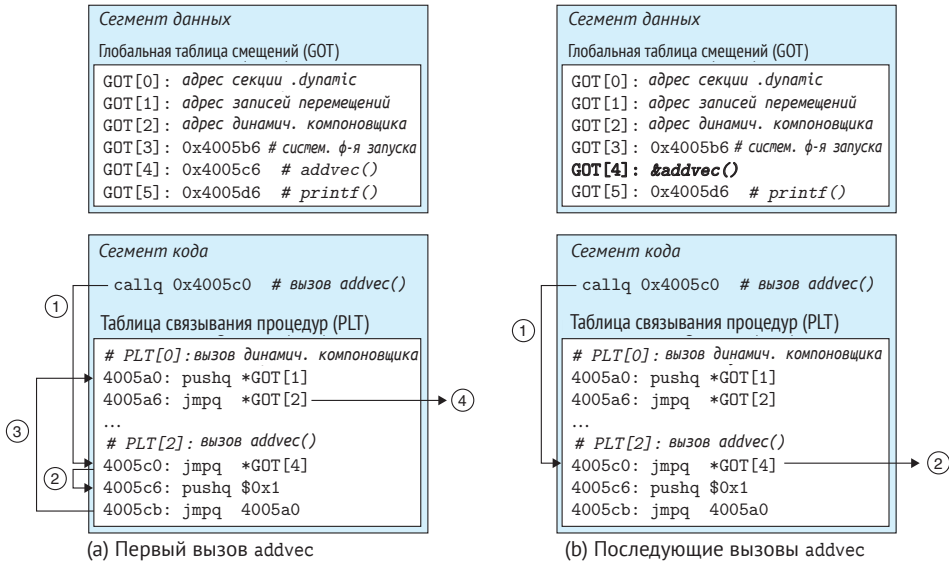 Сегмент данных
Глобальная таблица смещений (GOT)
GOT[0]: адрес секции .dynamic
GOT[1]: адрес записей перемещений
GOT[2]: адрес динамич. компоновщика
GOT[3]: 0x4005b6 # систем. ф-я запуска
GOT[4]: 0x4005c6 # addvec()
GOT[5]: 0x4005d6 # printf()
Сегмент кода
callq 0x4005c0 # вызов addvec()
Таблица связывания процедур (PLT)
# PLT[0]: вызов динамич. компоновщика
4005a0: pushq *GOT[1]
4005a6: jmpq *GOT[2]
...
# PLT[2]: вызов addvec()
4005c0: jmpq *GOT[4]
4005c6: pushq $0x1
4005cb: jmpq 4005a0
1
2
3
4
(a) Первый вызов addvec
Сегмент данных
Глобальная таблица смещений (GOT)
GOT[0]: адрес секции .dynamic
GOT[1]: адрес записей перемещений
GOT[2]: адрес динамич. компоновщика
GOT[3]: 0x4005b6 # систем. ф-я запуска
GOT[4]: &addvec()
GOT[5]: 0x4005d6 # printf()
Сегмент кода
callq 0x4005c0 # вызов addvec()
Таблица связывания процедур (PLT)
# PLT[0]: вызов динамич. компоновщика
4005a0: pushq *GOT[1]
4005a6: jmpq *GOT[2]
...
# PLT[2]: вызов addvec()
4005c0: jmpq *GOT[4]
4005c6: pushq $0x1
4005cb: jmpq 4005a0
1
2
(b) Последующие вызовы addvec